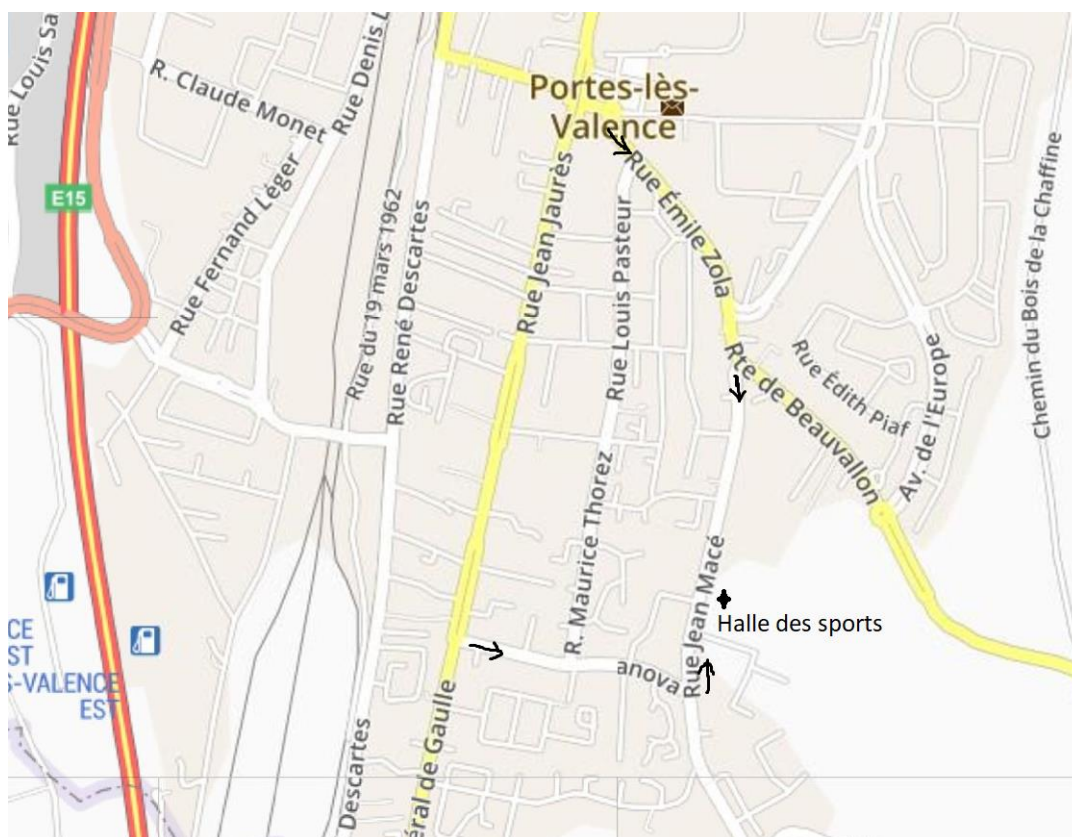 Rue Louis Sa
R. Claude Monet
Rue Denis L
Portes-lès-
Valence
E15
Rue Fernand Léger
Rue du 19 mars 1962
Rue René Descartes
Rue Jean Jaurès
Rue Louis Pasteur
Rue Émile Zola
Rte de Beauvallon
Rue Édith Piaf
Av. de l'Europe
Chemin du Bois de la Chaffine
R. Maurice Thorez
Rue Jean Macé
Halle des sports
CE
ST
S-VALENCE
EST
anova
Descartes
éral de Gaulle